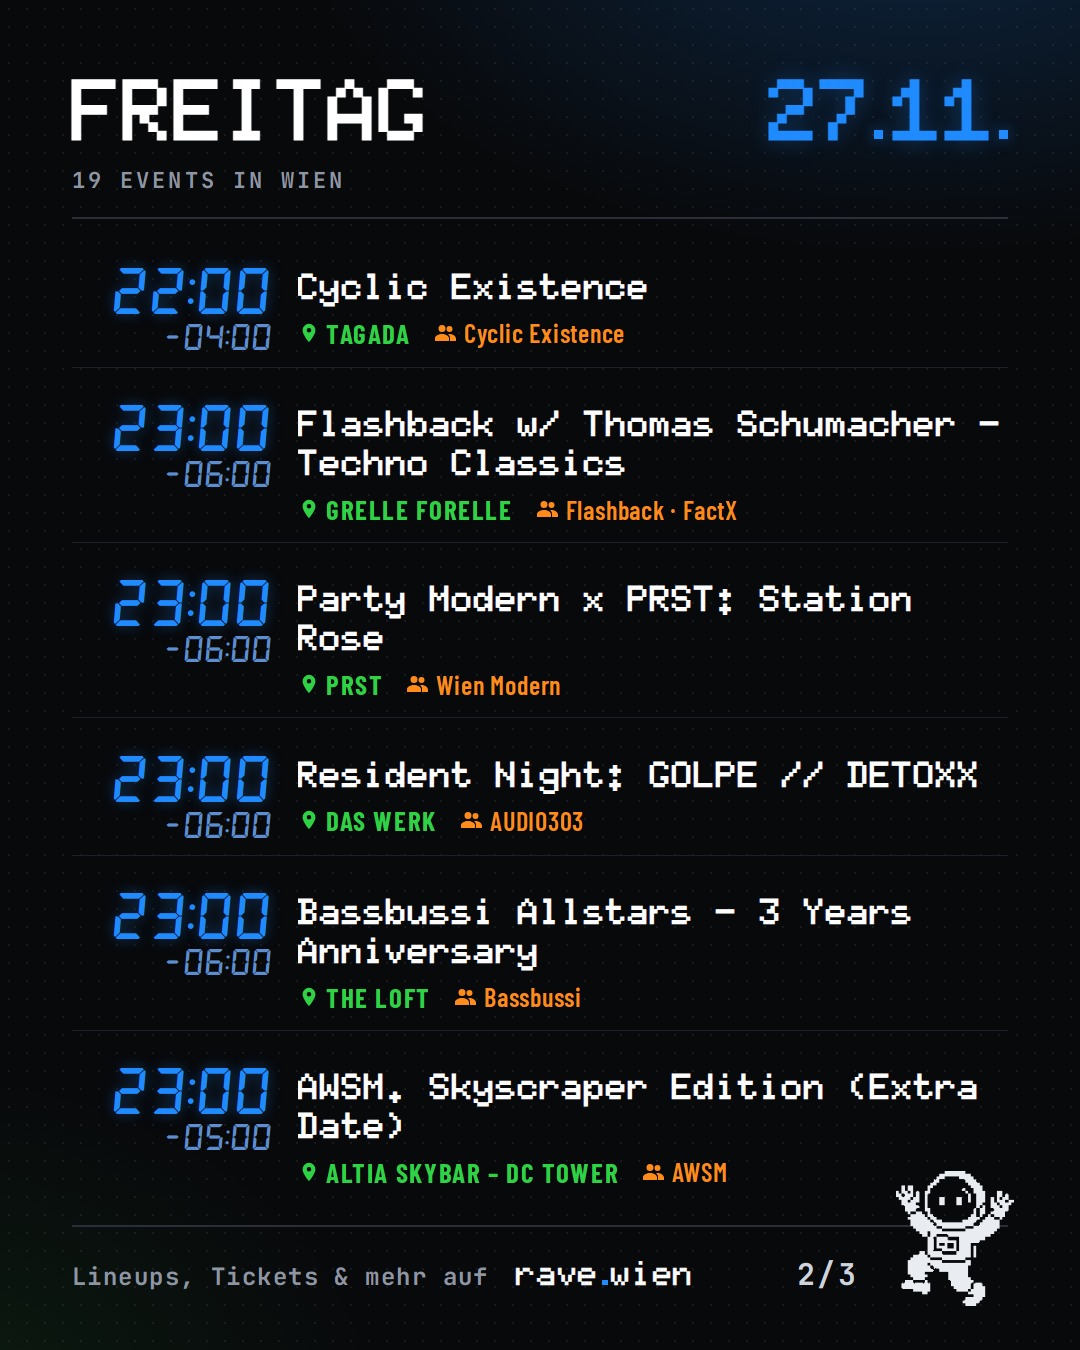 FREITAG 27.11.
19 EVENTS IN WIEN
22:00 Cyclic Existence
-04:00 TAGADA Cyclic Existence
23:00 Flashback w/ Thomas Schumacher -
Techno Classics
-06:00
GRELLE FORELLE Flashback · FactX
23:00 Party Modern x PRST: Station
Rose
-06:00
PRST Wien Modern
23:00 Resident Night: GOLPE // DETOXX
-06:00 DAS WERK AUDIO303
23:00 Bassbussi Allstars - 3 Years
Anniversary
-06:00
THE LOFT Bassbussi
23:00 AWSM. Skyscraper Edition (Extra
Date)
-05:00
ALTIA SKYBAR - DC TOWER AWSM
Lineups, Tickets & mehr auf rave.wien 2/3